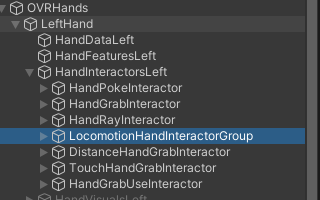 OVRHands
LeftHand
HandDataLeft
HandFeaturesLeft
HandInteractorsLeft
HandPokeInteractor
HandGrabInteractor
HandRayInteractor
LocomotionHandInteractorGroup
DistanceHandGrabInteractor
TouchHandGrabInteractor
HandGrabUseInteractor
HandVisualsLeft